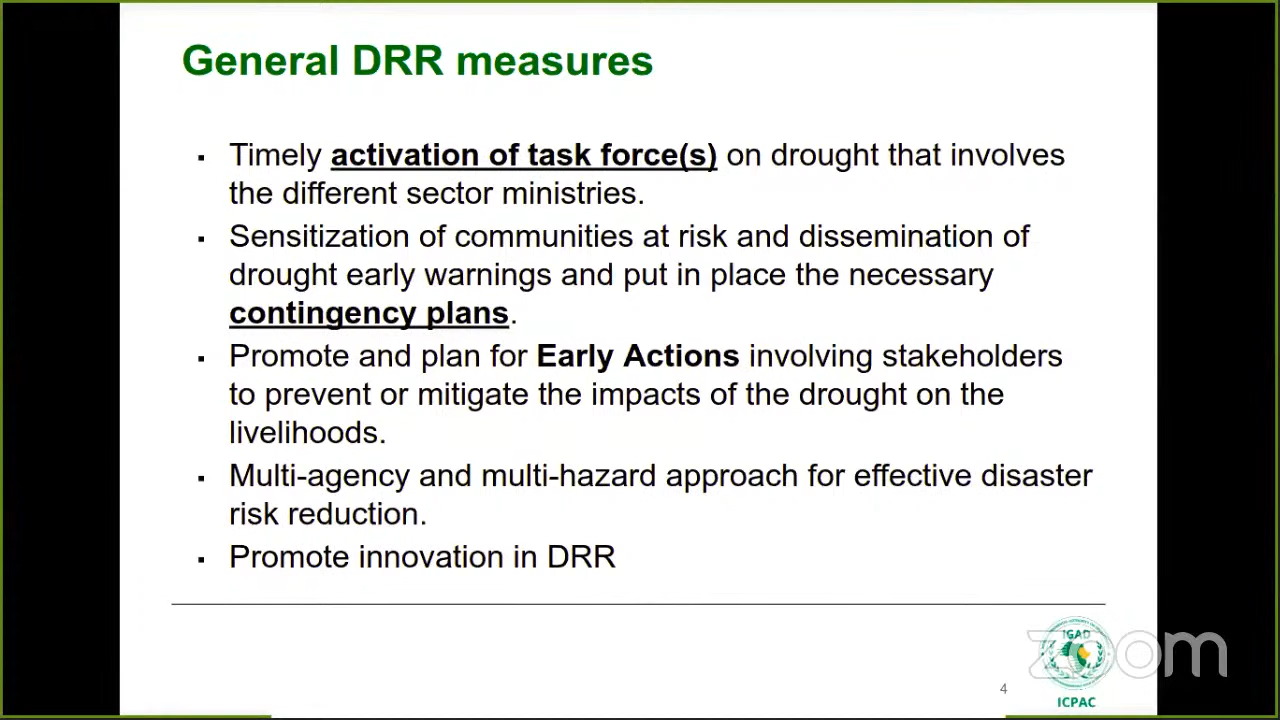 General DRR measures
▪ Timely activation of task force(s) on drought that involves
the different sector ministries.
▪ Sensitization of communities at risk and dissemination of
drought early warnings and put in place the necessary
contingency plans.
▪ Promote and plan for Early Actions involving stakeholders
to prevent or mitigate the impacts of the drought on the
livelihoods.
▪ Multi-agency and multi-hazard approach for effective disaster
risk reduction.
▪ Promote innovation in DRR
IGAD
zoom
4
ICPAC